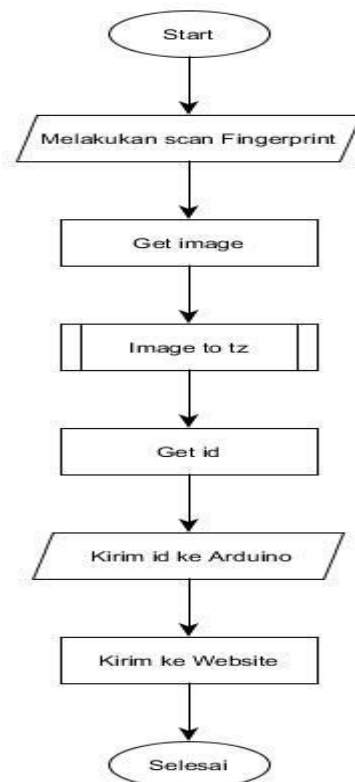 Start
Melakukan scan Fingerprint
Get image
Image to tz
Get id
Kirim id ke Arduino
Kirim ke Website
Selesai